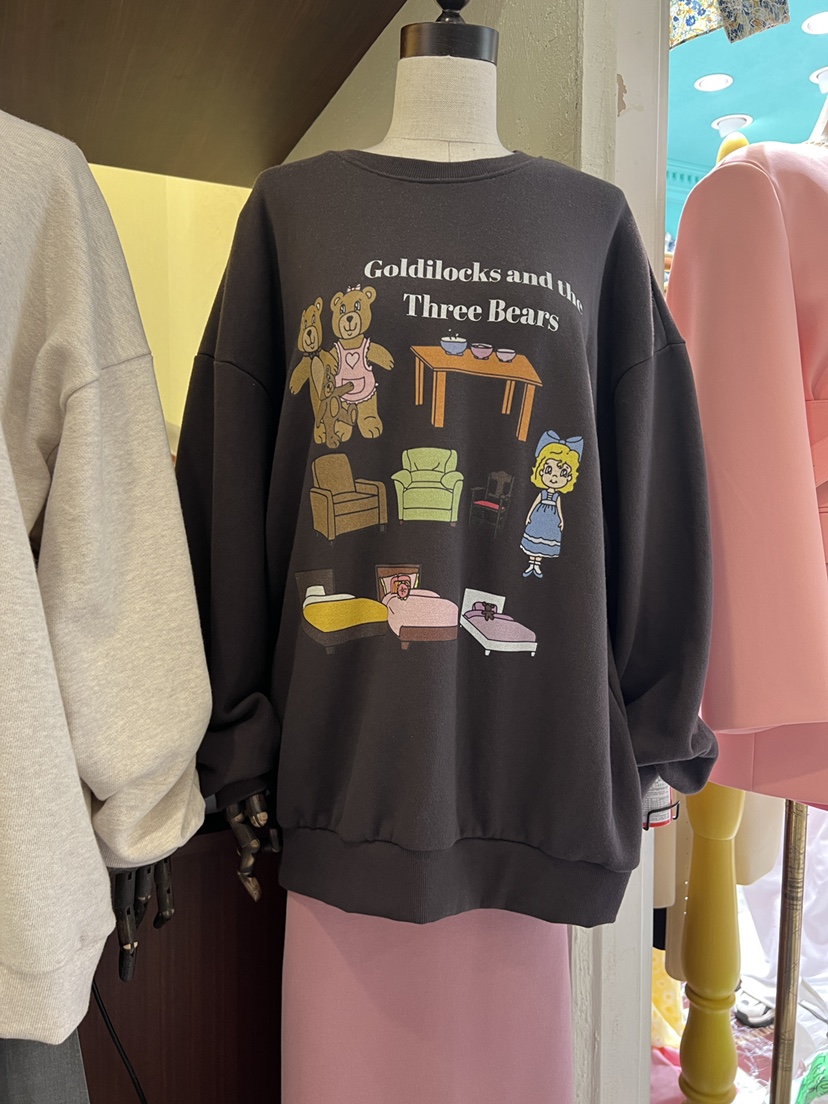 Goldilocks and the
Three Bears